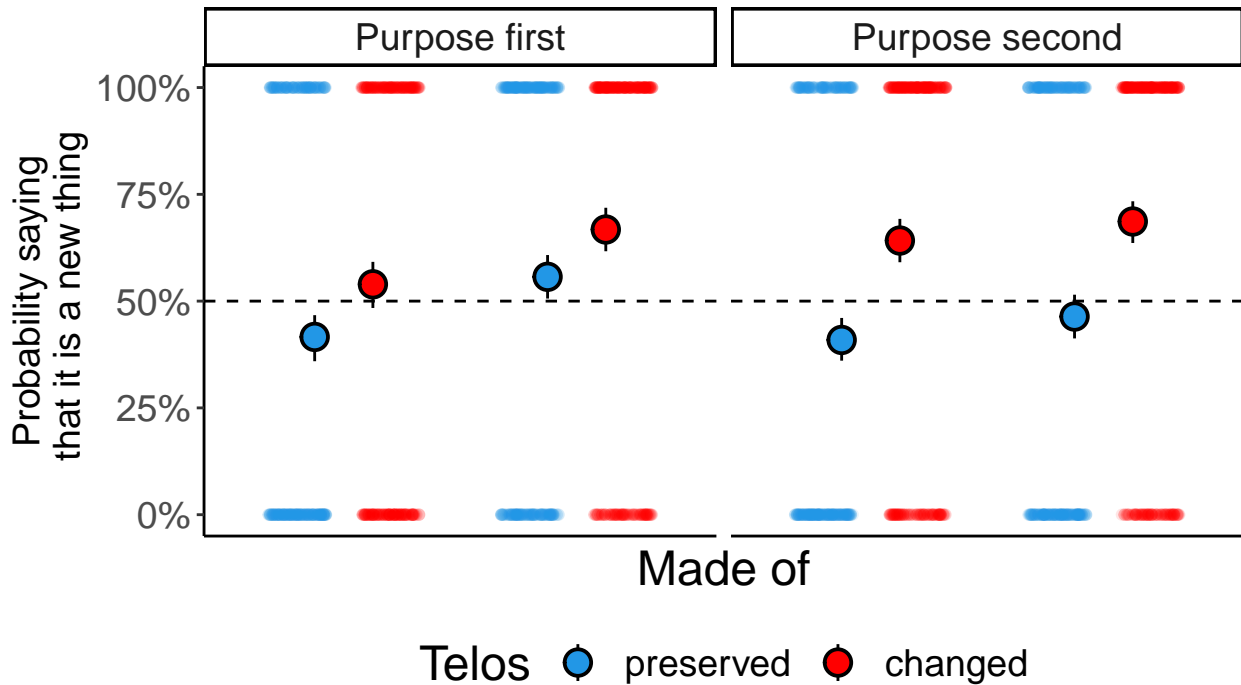 Purpose first
Purpose second
Probability saying
that it is a new thing
100%
75%
50%
25%
0%
Made of
Telos preserved changed